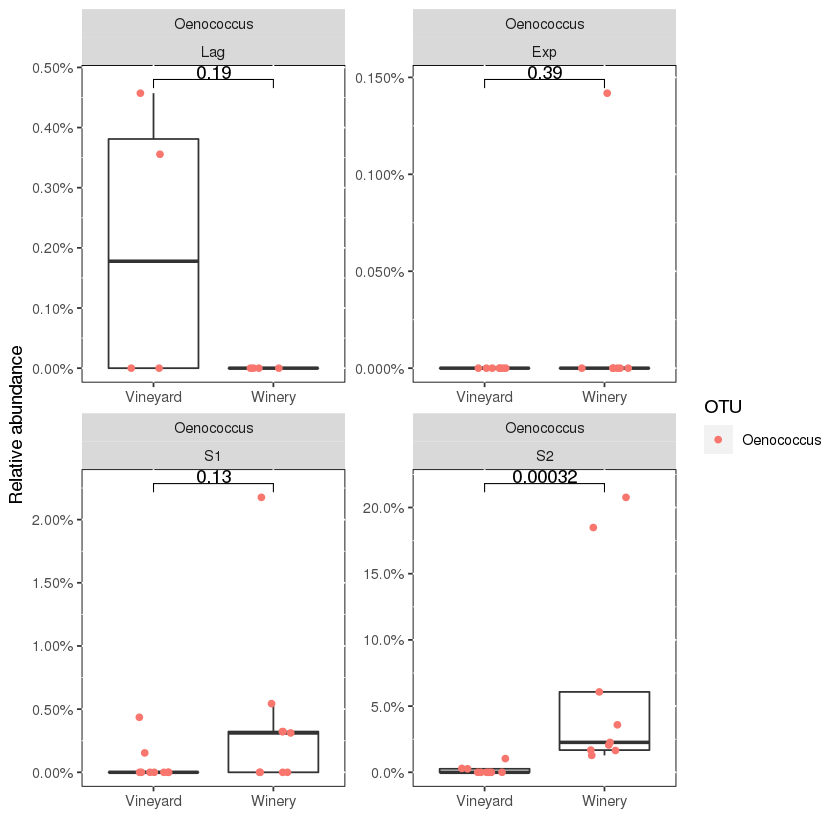 Oenococcus
Lag
0.19
0.50%
0.40%
0.30%
0.20%
0.10%
0.00%
Vineyard Winery
Oenococcus
Exp
0.39
0.150%
0.100%
0.050%
0.000%
Vineyard Winery
Oenococcus
S1
0.13
2.00%
1.50%
1.00%
0.50%
0.00%
Vineyard Winery
Oenococcus
S2
0.00032
20.0%
15.0%
10.0%
5.0%
0.0%
Vineyard Winery
Relative abundance
OTU
Oenococcus